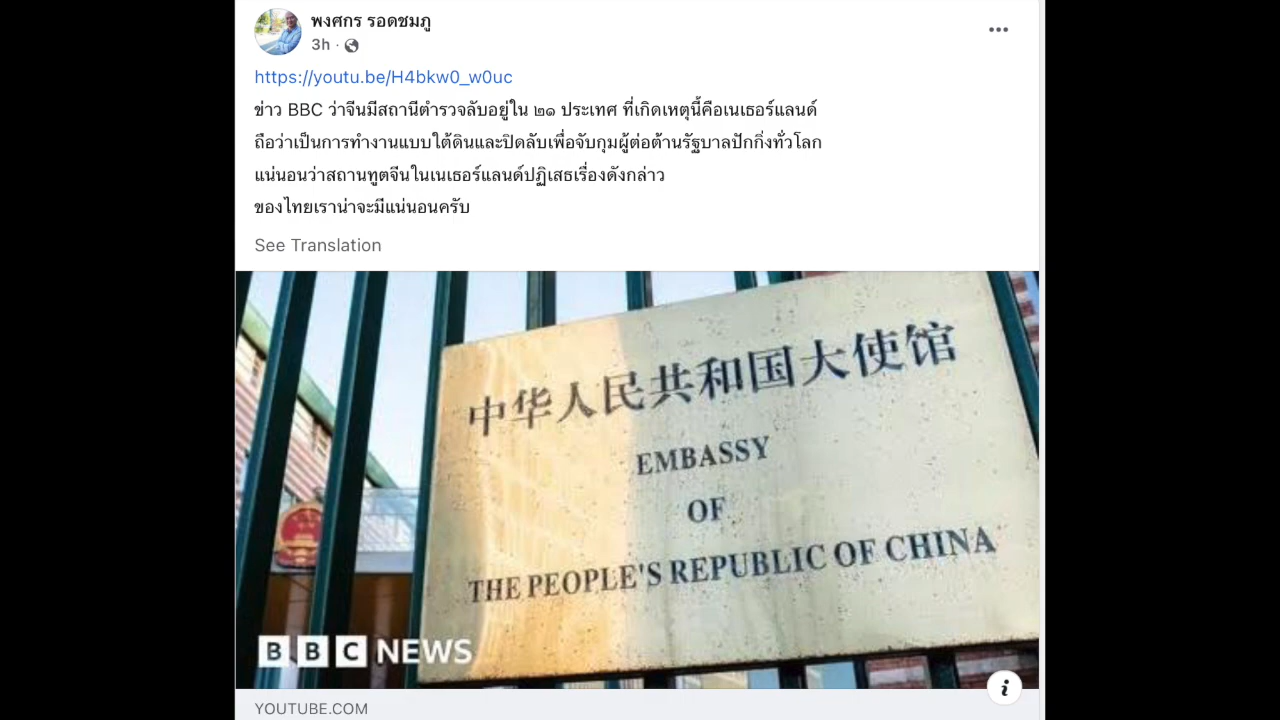 พงศกร รอดชมภู
3h ·
https://youtu.be/H4bkw0_w0uc
ข่าว BBC ว่าจีนมีสถานีตำรวจลับอยู่ใน ๒๑ ประเทศ ที่เกิดเหตุนี้คือเนเธอร์แลนด์
ถือว่าเป็นการทำงานแบบใต้ดินและปิดลับเพื่อจับกุมผู้ต่อต้านรัฐบาลปักกิ่งทั่วโลก
แน่นอนว่าสถานทูตจีนในเนเธอร์แลนด์ปฏิเสธเรื่องดังกล่าว
ของไทยเราน่าจะมีแน่นอนครับ
See Translation
中华人民共和国大使馆
EMBASSY
OF
THE PEOPLE'S REPUBLIC OF CHINA
BBC NEWS
YOUTUBE.COM